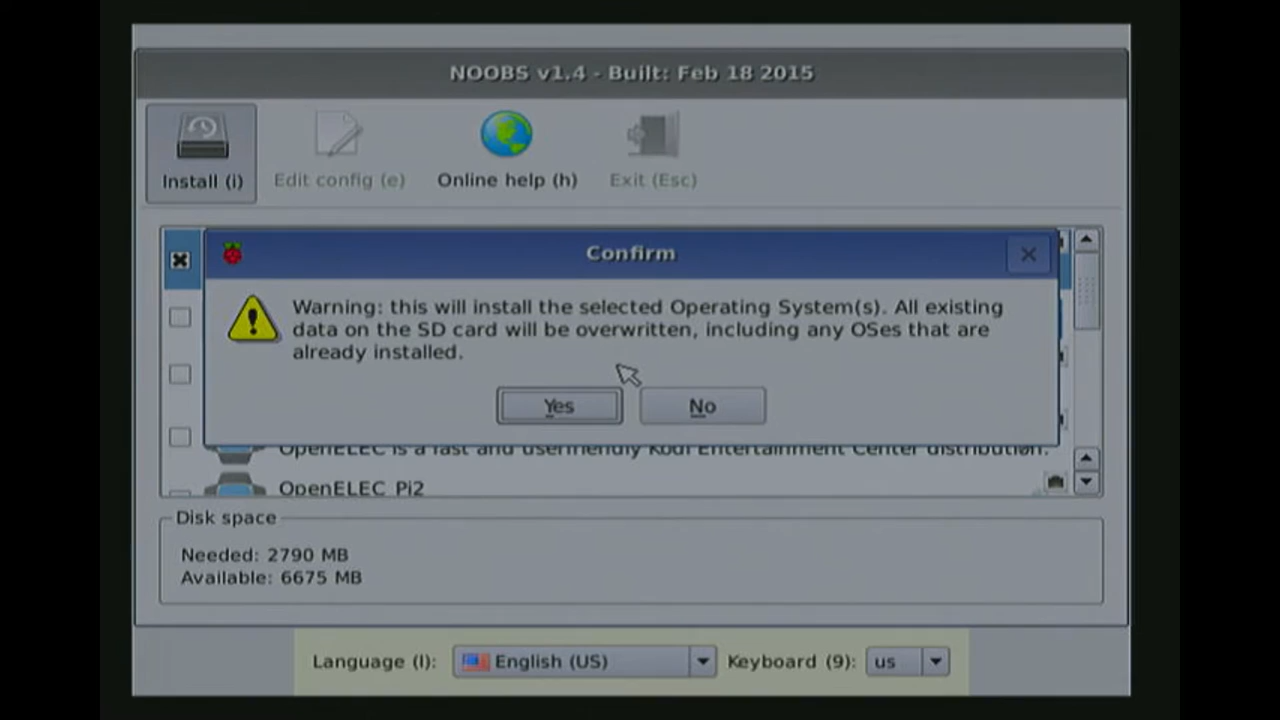 NOOBS v1.4 - Built: Feb 18 2015
Install (i)
Edit config (e)
Online help (h)
Exit (Esc)
Confirm
Warning: this will install the selected Operating System(s). All existing
data on the SD card will be overwritten, including any OSes that are
already installed.
Yes
No
OpenELEC is a fast and userfriendly Kodi Entertainment Center distribution.
OpenELEC_Pi2
Disk space
Needed: 2790 MB
Available: 6675 MB
Language (l):
English (US)
Keyboard (9):
us